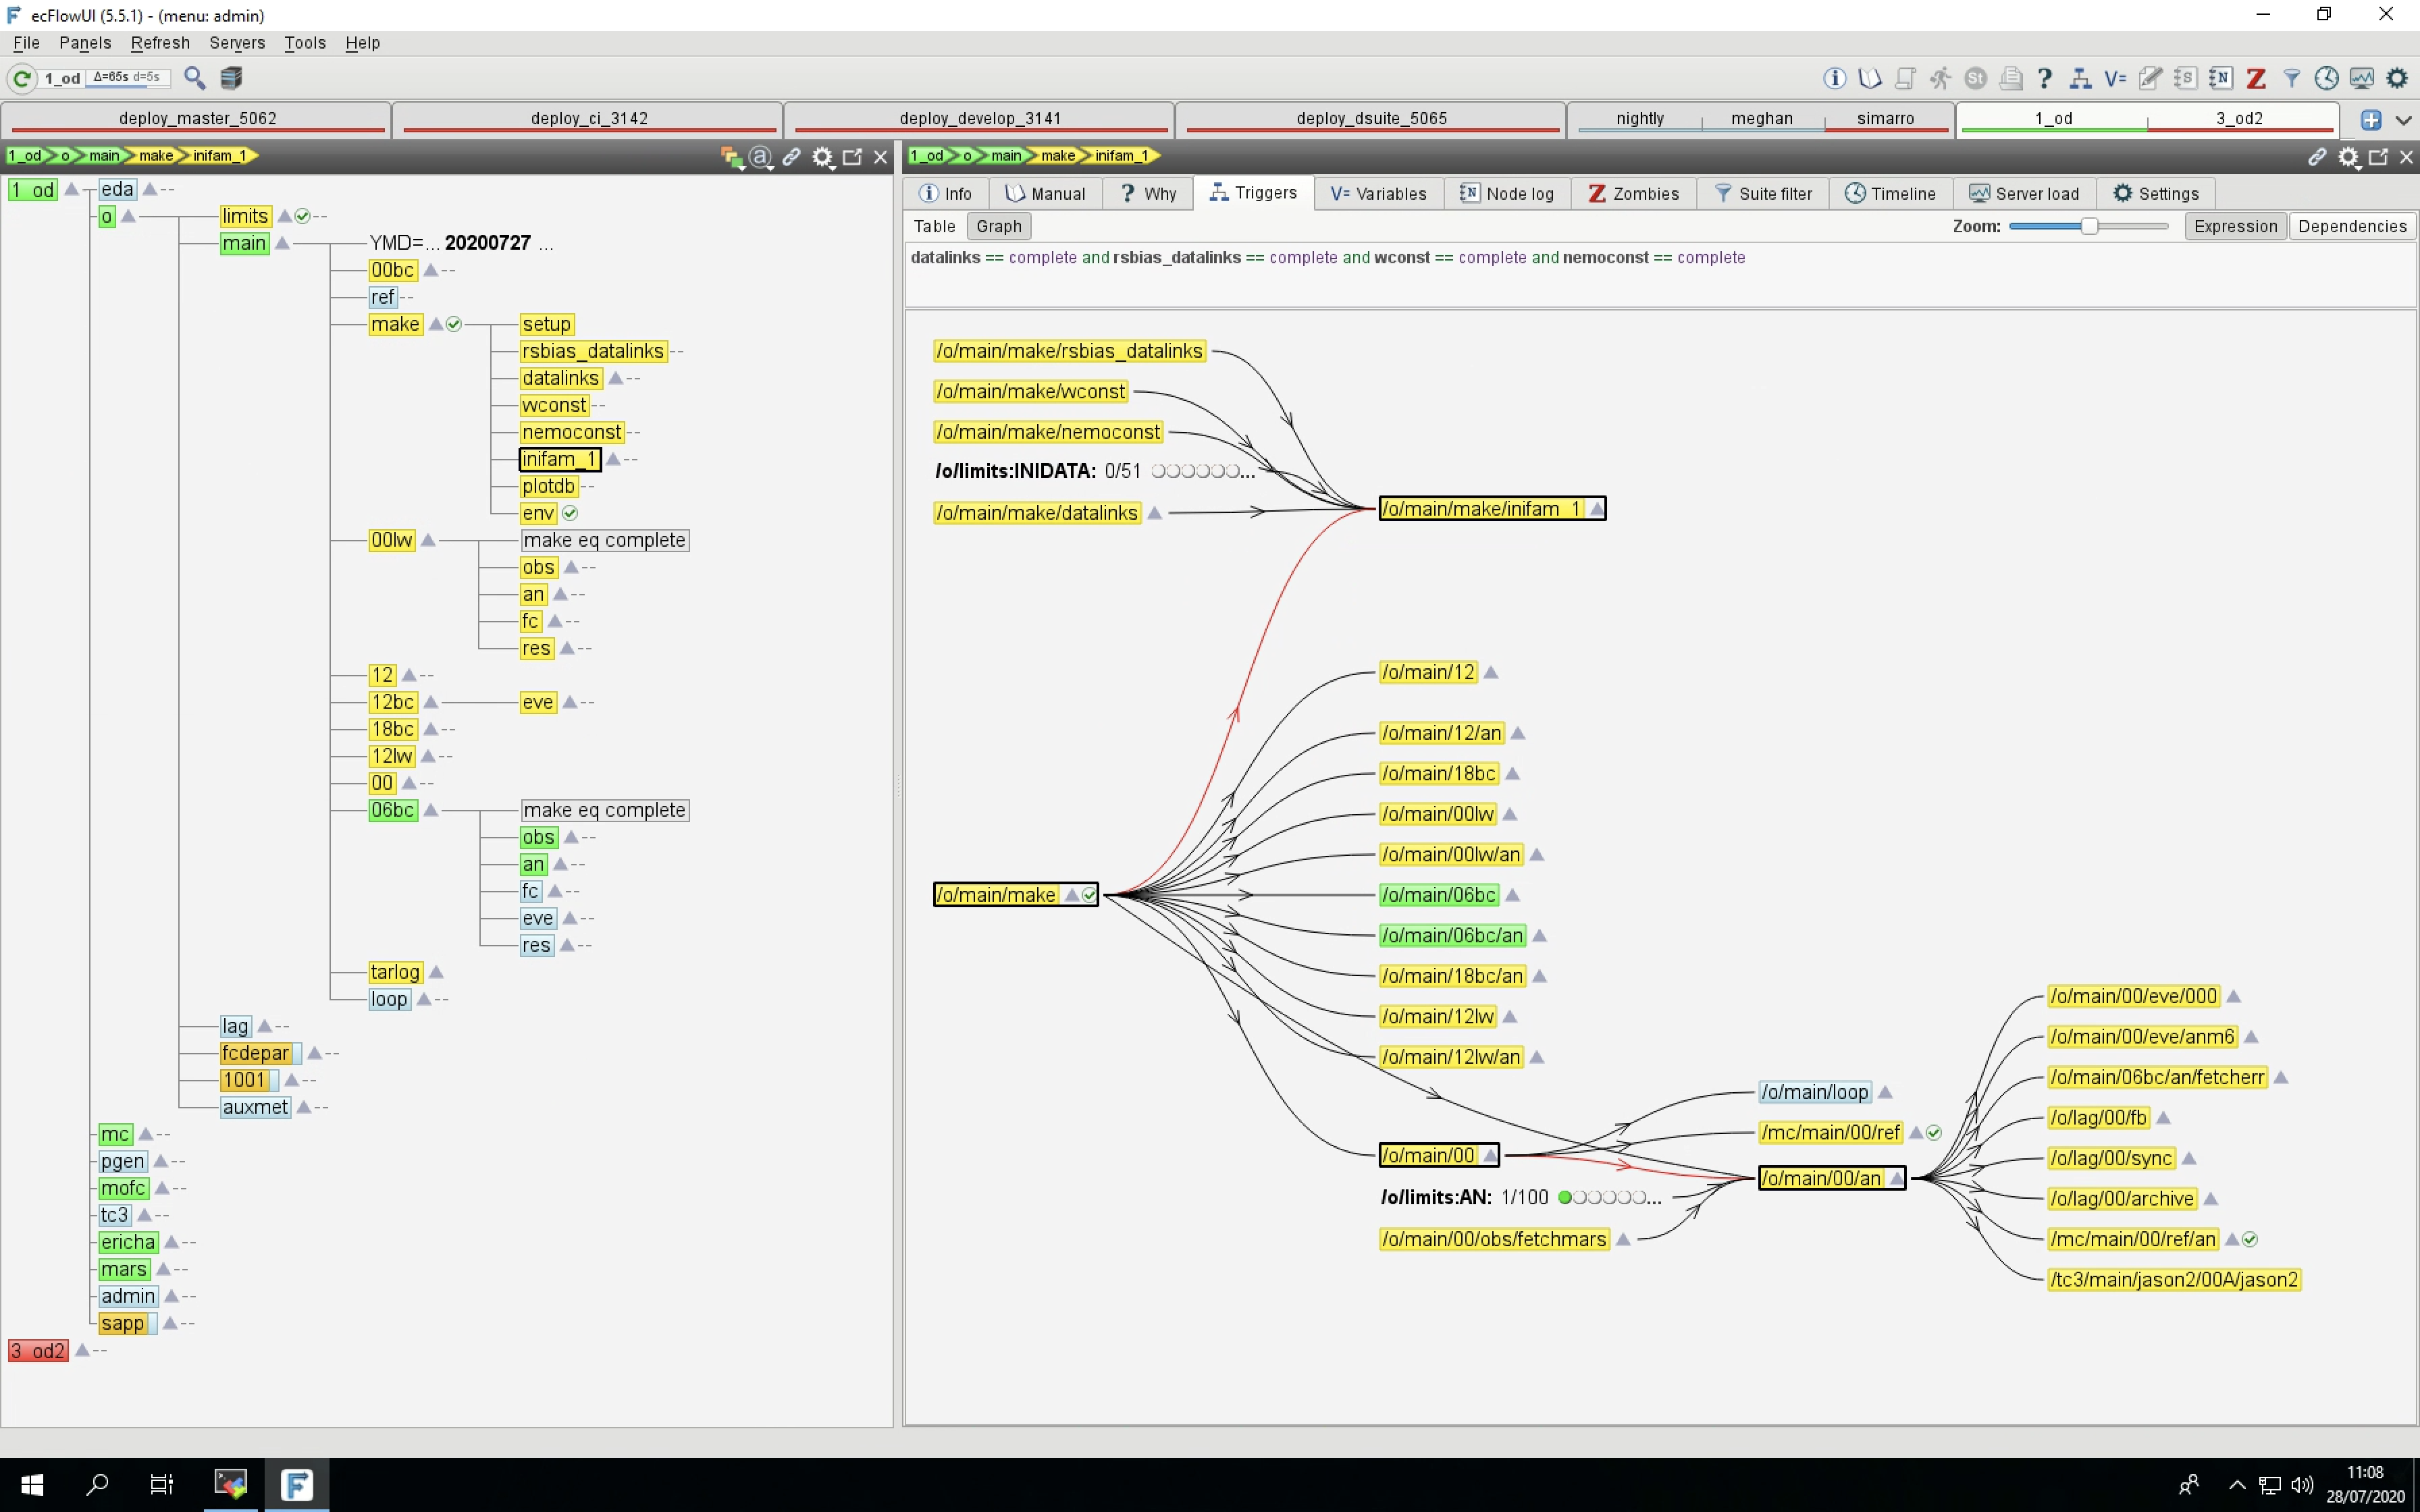 ecFlowUI (5.5.1) - (menu: admin)
File Panels Refresh Servers Tools Help
1_od Δ=65s d=5s
deploy_master_5062 deploy_ci_3142 deploy_develop_3141 deploy_dsuite_5065 nightly meghan simarro 1_od 3_od2
1_od o main make inifam_1
1_od eda
o limits
main YMD=... 20200727 ...
00bc
ref
make setup
rsbias_datalinks
datalinks
wconst
nemoconst
inifam_1
plotdb
env
00lw make eq complete
obs
an
fc
res
12
12bc eve
18bc
12lw
00
06bc make eq complete
obs
an
fc
eve
res
tarlog
loop
lag
fcdepar
1001
auxmet
mc
pgen
mofc
tc3
ericha
mars
admin
sapp
3_od2
1_od o main make inifam_1
Info Manual ? Why Triggers V= Variables Node log Z Zombies Suite filter Timeline Server load Settings
Table Graph Zoom: Expression Dependencies
datalinks == complete and rsbias_datalinks == complete and wconst == complete and nemoconst == complete
/o/main/make/rsbias_datalinks
/o/main/make/wconst
/o/main/make/nemoconst
/o/limits:INIDATA: 0/51 ...
/o/main/make/datalinks
/o/main/make/inifam_1
/o/main/12
/o/main/12/an
/o/main/18bc
/o/main/00lw
/o/main/00lw/an
/o/main/make
/o/main/06bc
/o/main/06bc/an
/o/main/18bc/an
/o/main/12lw
/o/main/12lw/an
/o/main/00
/o/limits:AN: 1/100 ...
/o/main/00/obs/fetchmars
/o/main/loop
/mc/main/00/ref
/o/main/00/an
/o/main/00/eve/000
/o/main/00/eve/anm6
/o/main/06bc/an/fetcherr
/o/lag/00/fb
/o/lag/00/sync
/o/lag/00/archive
/mc/main/00/ref/an
/tc3/main/jason2/00A/jason2
11:08
28/07/2020